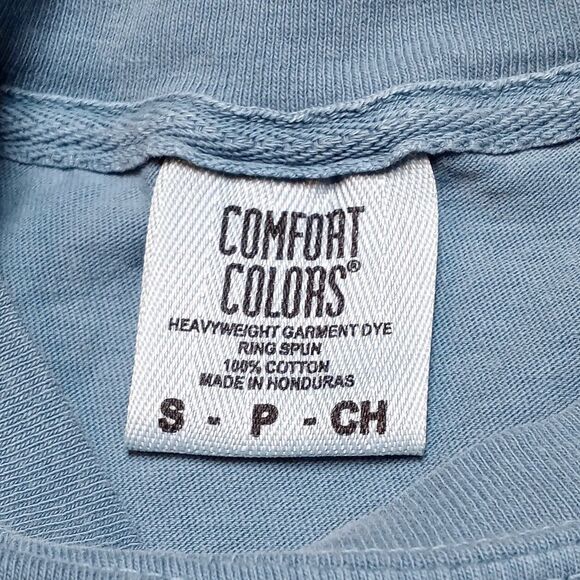 COMFORT
COLORS®
HEAVYWEIGHT GARMENT DYE
RING SPUN
100% COTTON
MADE IN HONDURAS
S - P - CH